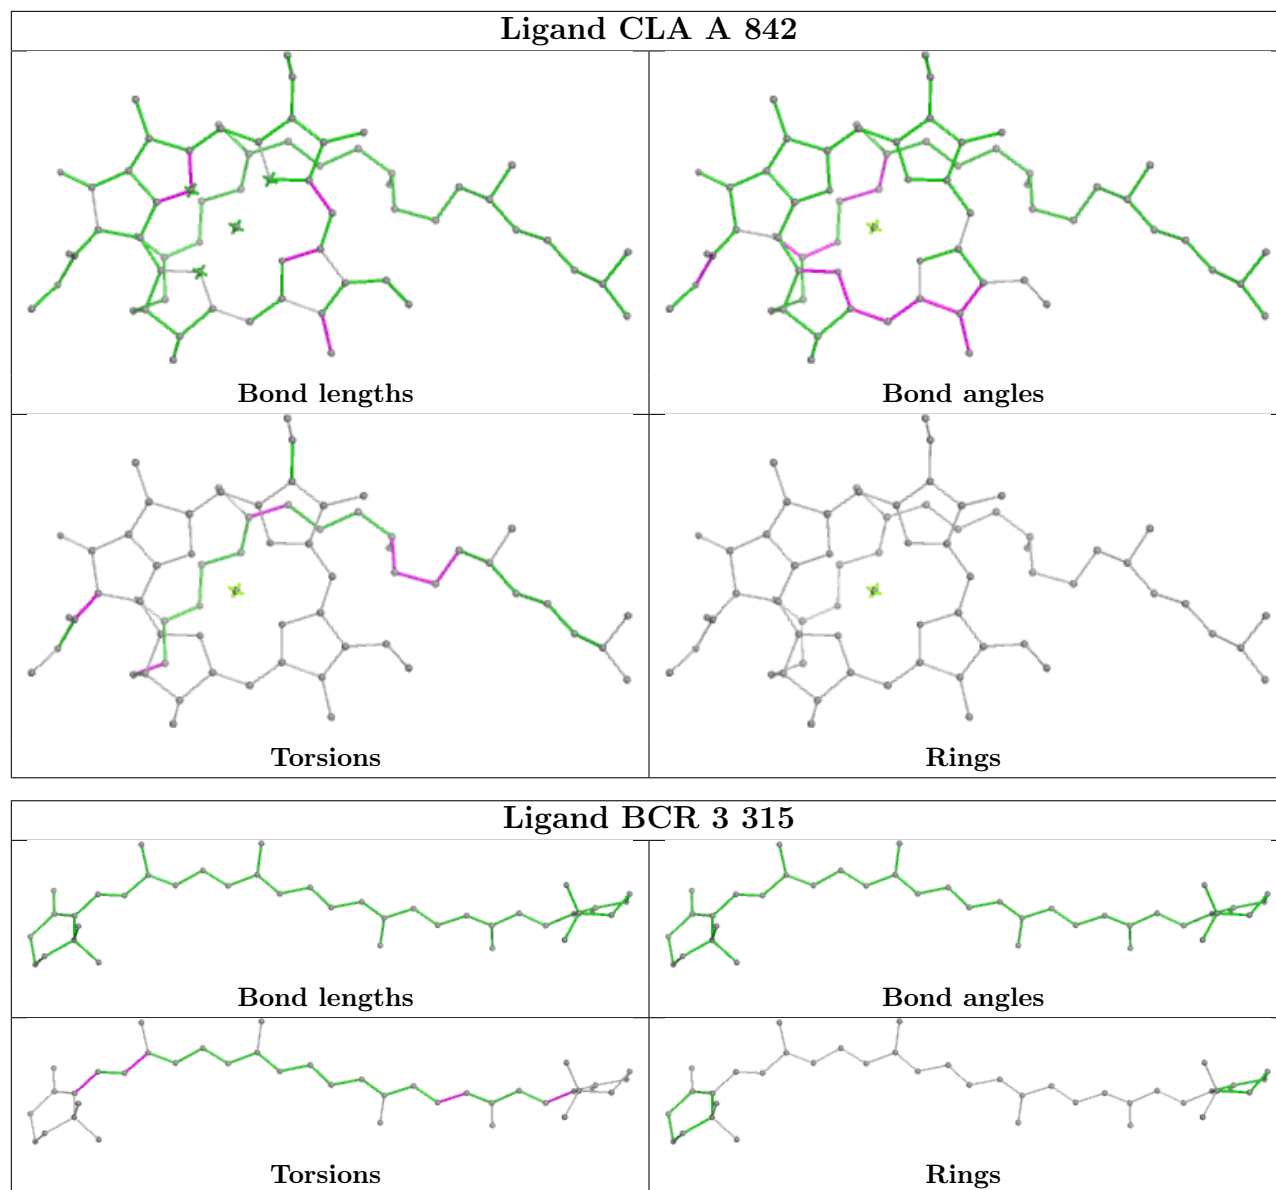 Ligand CLA A 842
Bond lengths
Bond angles
Torsions
Rings
Ligand BCR 3 315
Bond lengths
Bond angles
Torsions
Rings